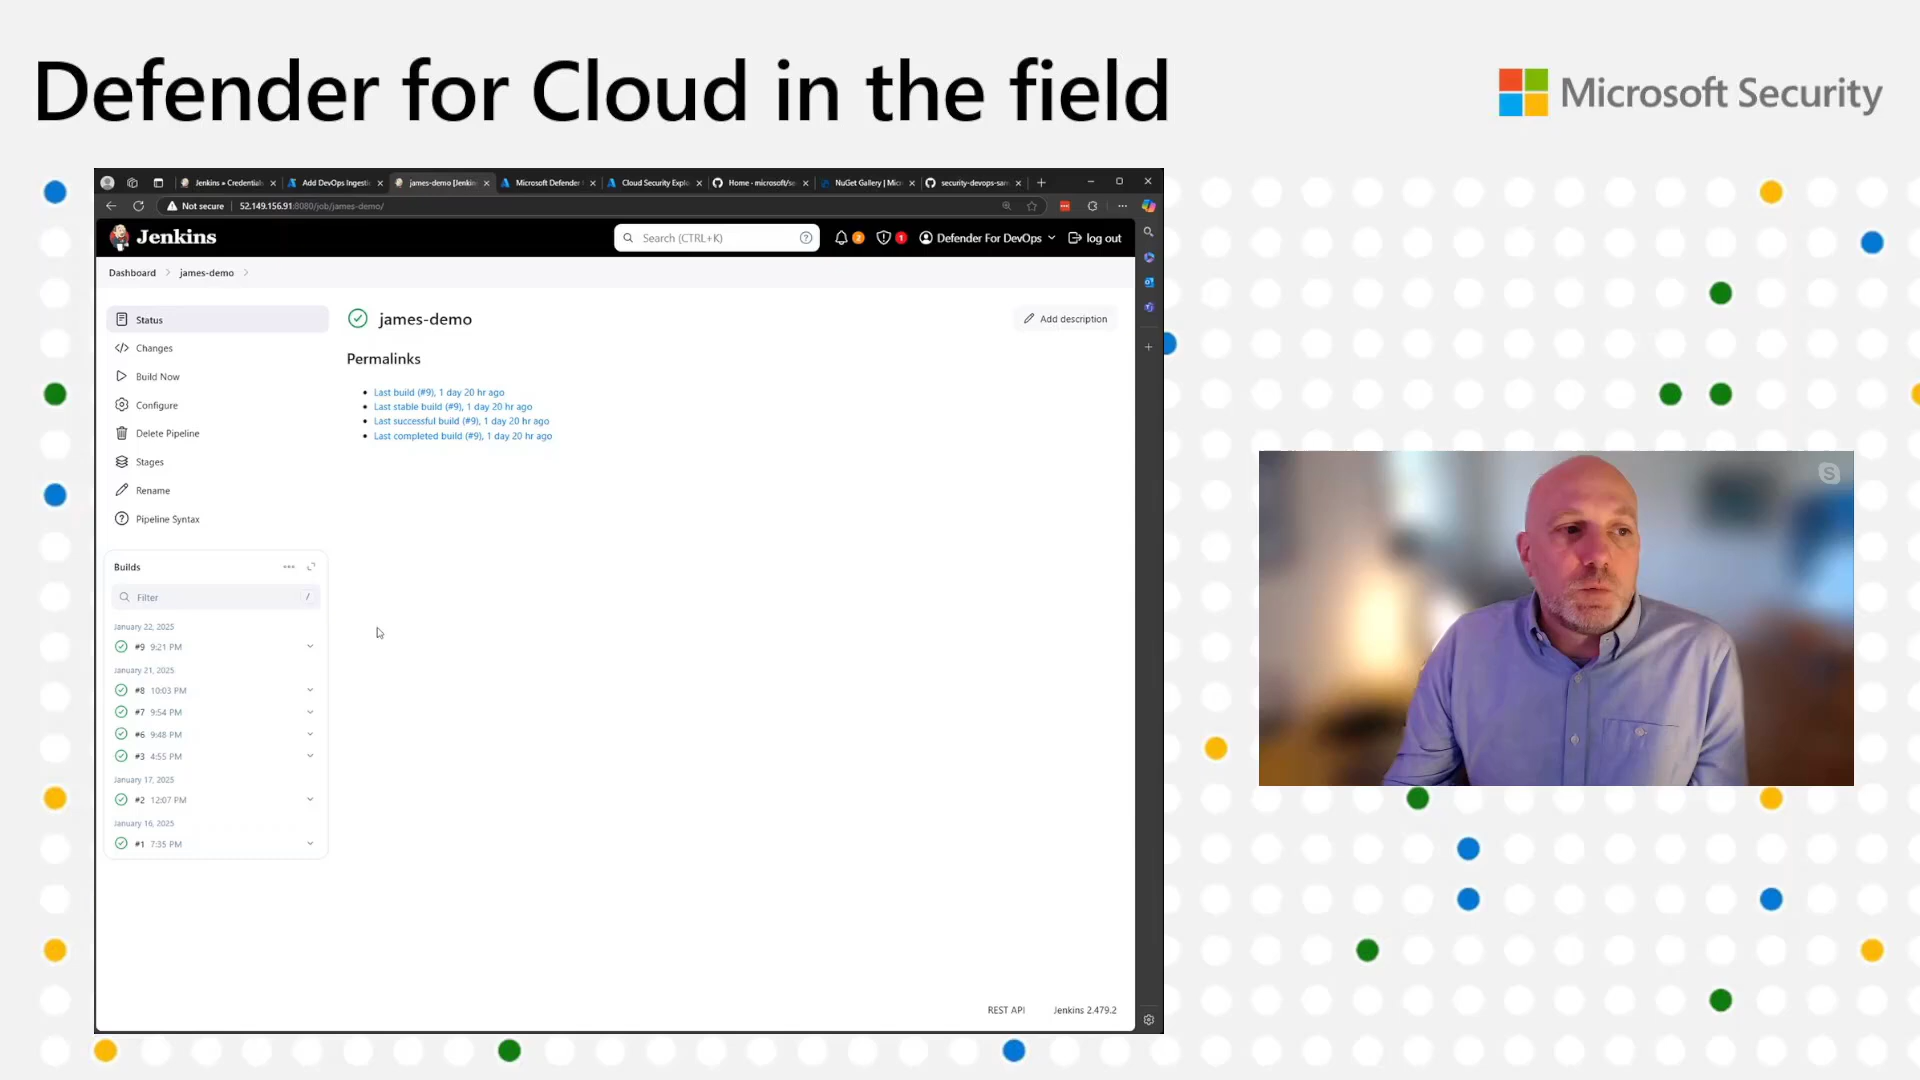 Defender for Cloud in the field
Microsoft Security
Jenkins » Credentials
Add DevOps Ingesti
james-demo [Jenkin
Microsoft Defender
Cloud Security Explo
Home - microsoft/se
NuGet Gallery | Mic
security-devops-san
Not secure
52.149.156.91:8080/job/james-demo/
Jenkins
Search (CTRL+K)
2
1
Defender For DevOps
log out
Dashboard
james-demo
Status
Changes
Build Now
Configure
Delete Pipeline
Stages
Rename
Pipeline Syntax
james-demo
Add description
Permalinks
Last build (#9), 1 day 20 hr ago
Last stable build (#9), 1 day 20 hr ago
Last successful build (#9), 1 day 20 hr ago
Last completed build (#9), 1 day 20 hr ago
Builds
Filter
/
January 22, 2025
#9 9:21 PM
January 21, 2025
#8 10:03 PM
#7 9:54 PM
#6 9:48 PM
#3 4:55 PM
January 17, 2025
#2 12:07 PM
January 16, 2025
#1 7:35 PM
REST API
Jenkins 2.479.2
S